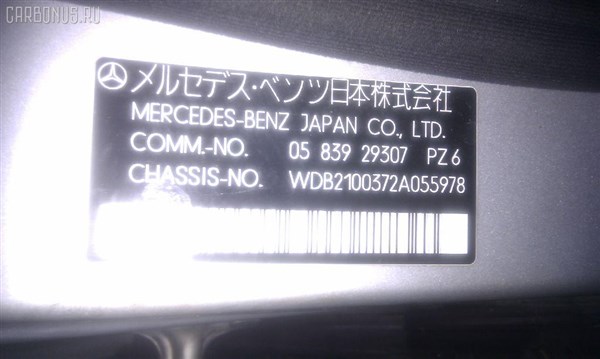 CARBONUS.RU
メルセデス・ベンツ日本株式会社
MERCEDES-BENZ JAPAN CO., LTD.
COMM.-NO. 05 839 29307 PZ 6
CHASSIS-NO. WDB2100372A055978